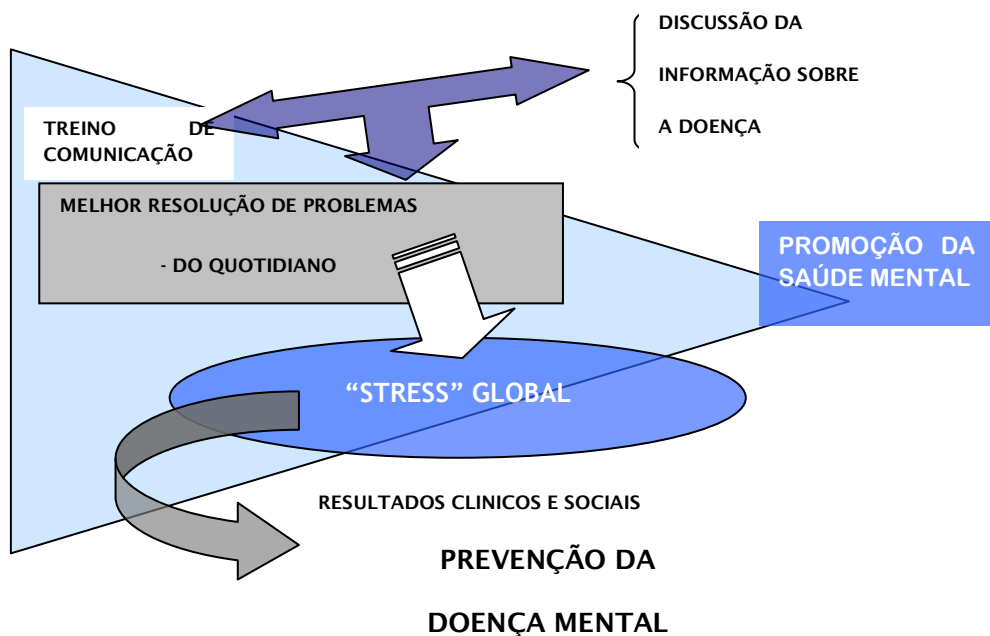 DISCUSSÃO DA
INFORMAÇÃO SOBRE
A DOENÇA
TREINO DE
COMUNICAÇÃO
MELHOR RESOLUÇÃO DE PROBLEMAS
- DO QUOTIDIANO
PROMOÇÃO DA
SAÚDE MENTAL
“STRESS” GLOBAL
RESULTADOS CLINICOS E SOCIAIS
PREVENÇÃO DA
DOENÇA MENTAL